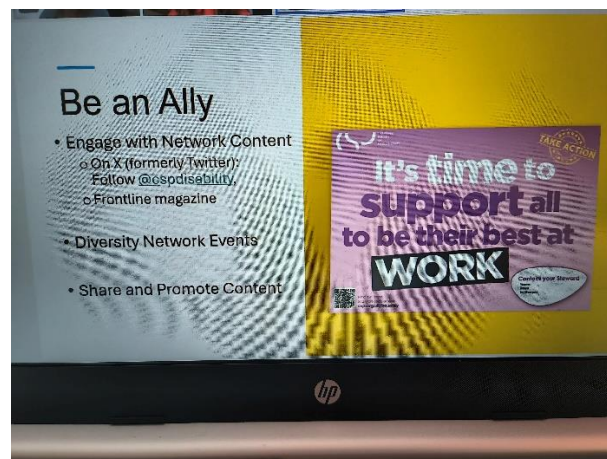 Be an Ally
• Engage with Network Content
o On X (formerly Twitter):
Follow @cspdisability,
o Frontline magazine
• Diversity Network Events
• Share and Promote Content
TAKE ACTION
It's time to
support all
to be their best at
WORK
Contact your Steward
hp